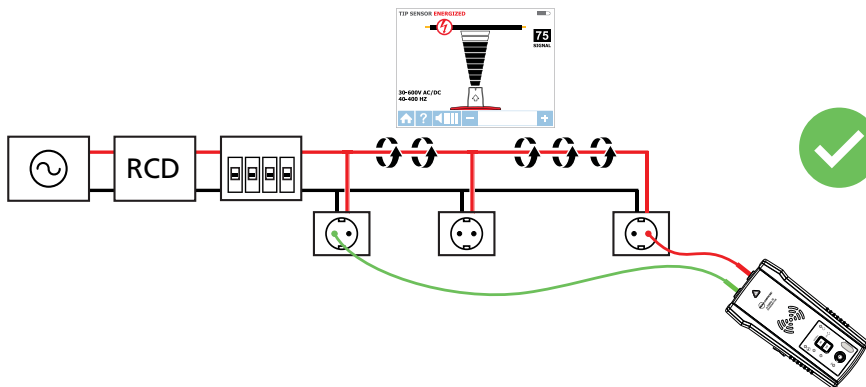 TIP SENSOR ENERGIZED
75
SIGNAL
30-600V AC/DC
40-400 HZ
?
RCD